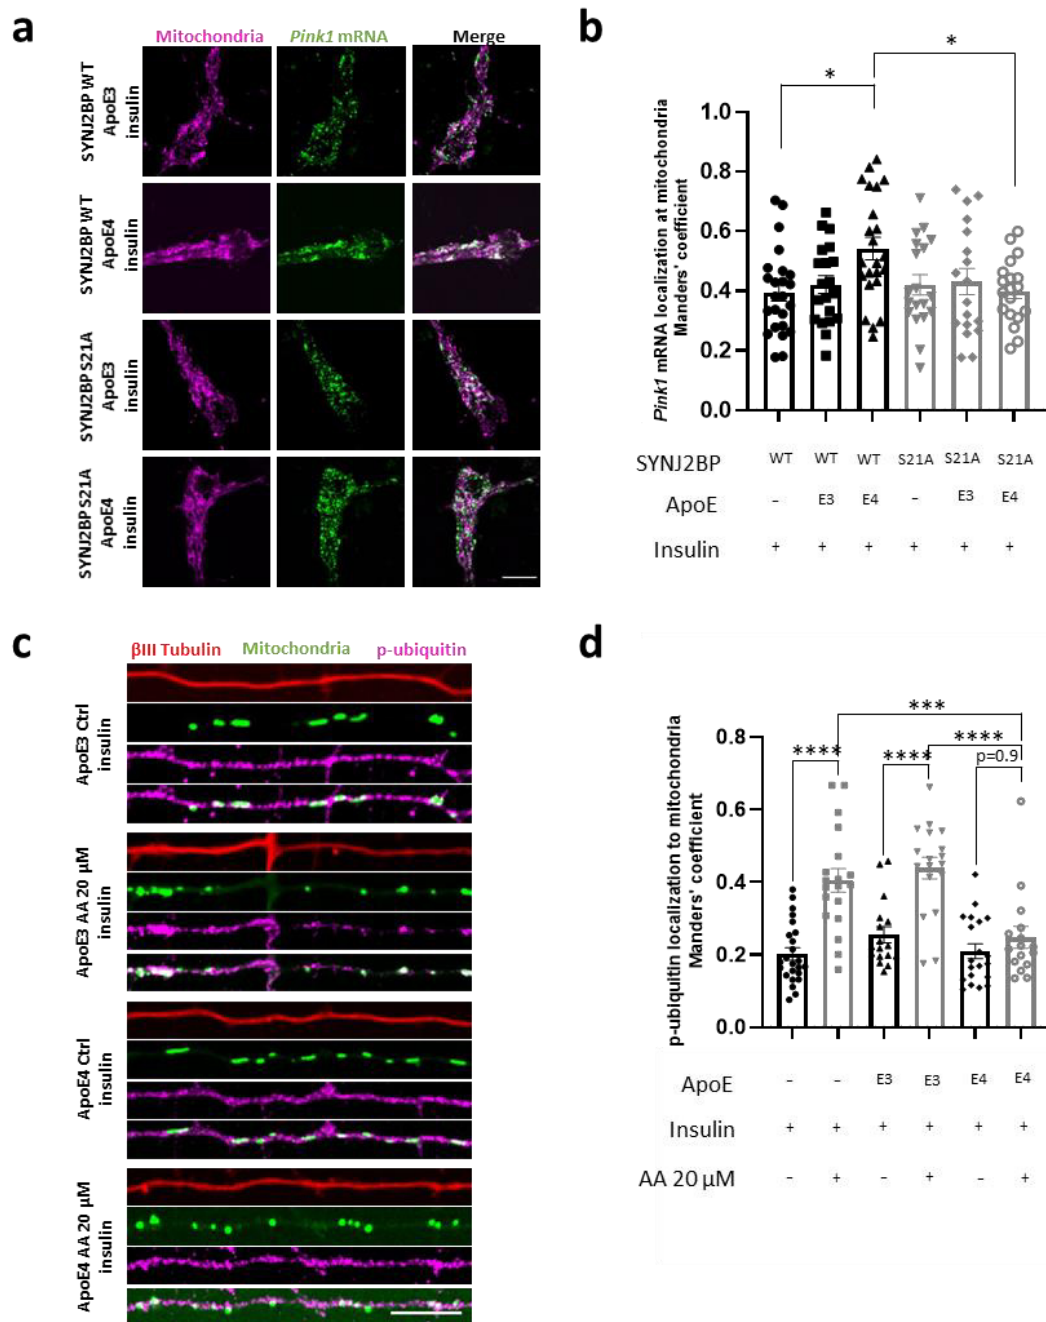 a
Mitochondria Pink1 mRNA Merge
SYNJ2BP WT
ApoE3
insulin
SYNJ2BP WT
ApoE4
insulin
SYNJ2BP S21A
ApoE3
insulin
SYNJ2BP S21A
ApoE4
insulin
b
Pink1 mRNA localization at mitochondria
Manders' coefficient
*
*
1.0
0.8
0.6
0.4
0.2
0.0
SYNJ2BP WT WT WT S21A S21A S21A
ApoE – E3 E4 – E3 E4
Insulin + + + + + +
c
βIII Tubulin Mitochondria p-ubiquitin
ApoE3 Ctrl
insulin
ApoE3 AA 20 μM
insulin
ApoE4 Ctrl
insulin
ApoE4 AA 20 μM
insulin
d
p-ubiquitin localization to mitochondria
Manders' coefficient
***
****
****
****
p=0.9
0.8
0.6
0.4
0.2
0.0
ApoE – – E3 E3 E4 E4
Insulin + + + + + +
AA 20 μM – + – + – +